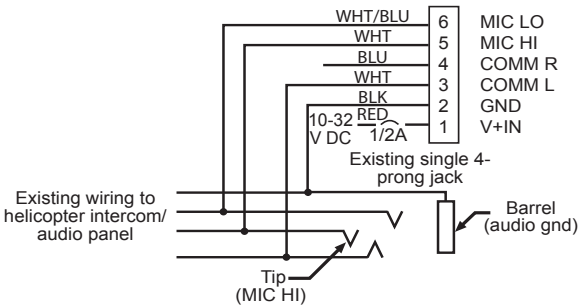 WHT/BLU 6 MIC LO
WHT 5 MIC HI
BLU 4 COMM R
WHT 3 COMM L
BLK 2 GND
10-32 V DC RED 1/2A 1 V+IN
Existing single 4-
prong jack
Existing wiring to
helicopter intercom/
audio panel
Barrel
(audio gnd)
Tip
(MIC HI)